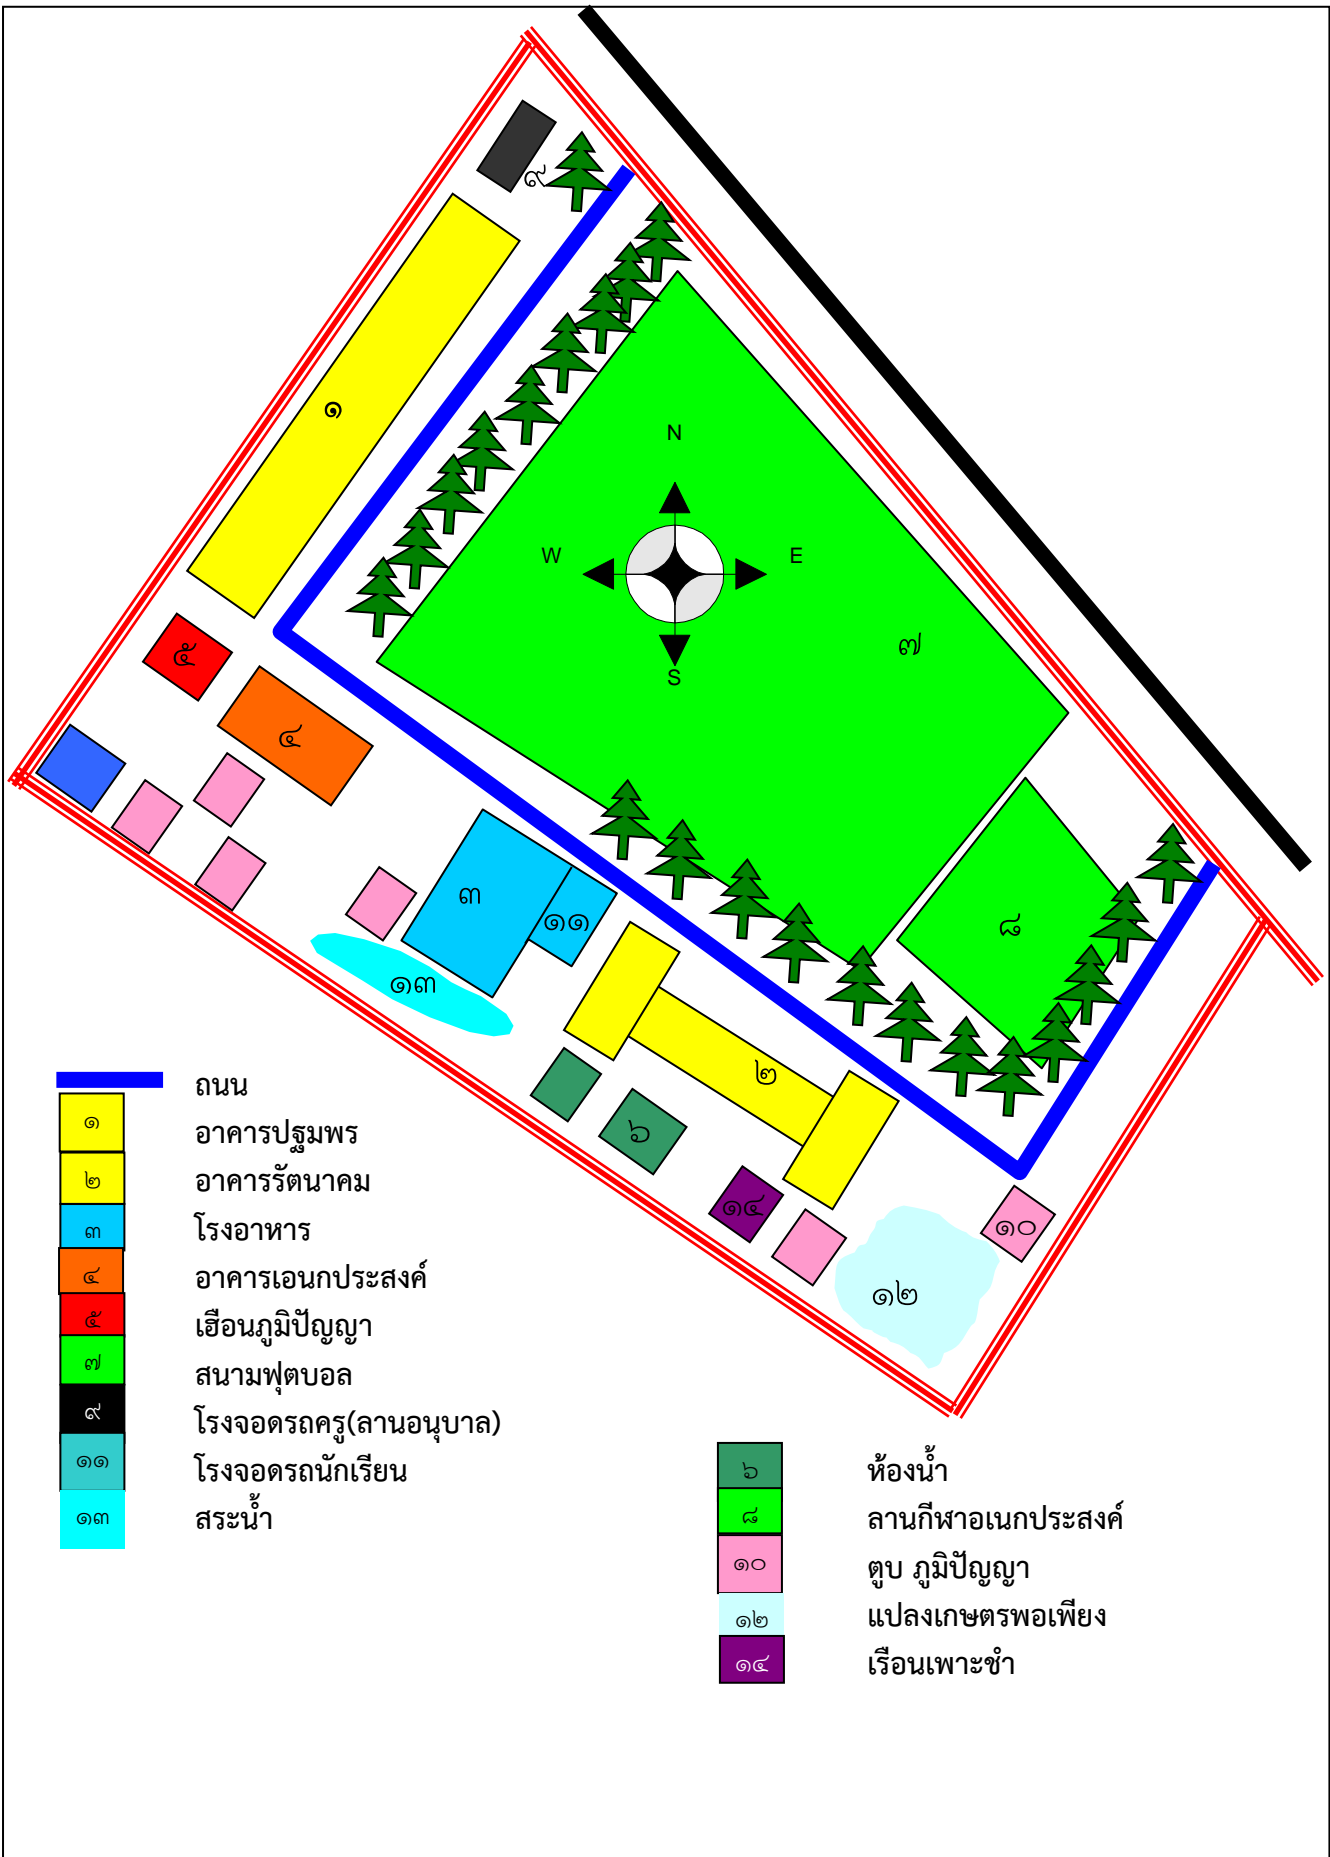 ๙
๑
N
W
E
๗
S
๕
๔
๓
๑๑
๘
๑๓
๒
๖
๑๔
๑๐
๑๒
ถนน
๑ อาคารปฐมพร
๒ อาคารรัตนาคม
๓ โรงอาหาร
๔ อาคารเอนกประสงค์
๕ เฮือนภูมิปัญญา
๗ สนามฟุตบอล
๙ โรงจอดรถครู(ลานอนุบาล)
๑๑ โรงจอดรถนักเรียน
๑๓ สระน้ำ
๖ ห้องน้ำ
๘ ลานกีฬาอเนกประสงค์
๑๐ ตูบ ภูมิปัญญา
๑๒ แปลงเกษตรพอเพียง
๑๔ เรือนเพาะชำ